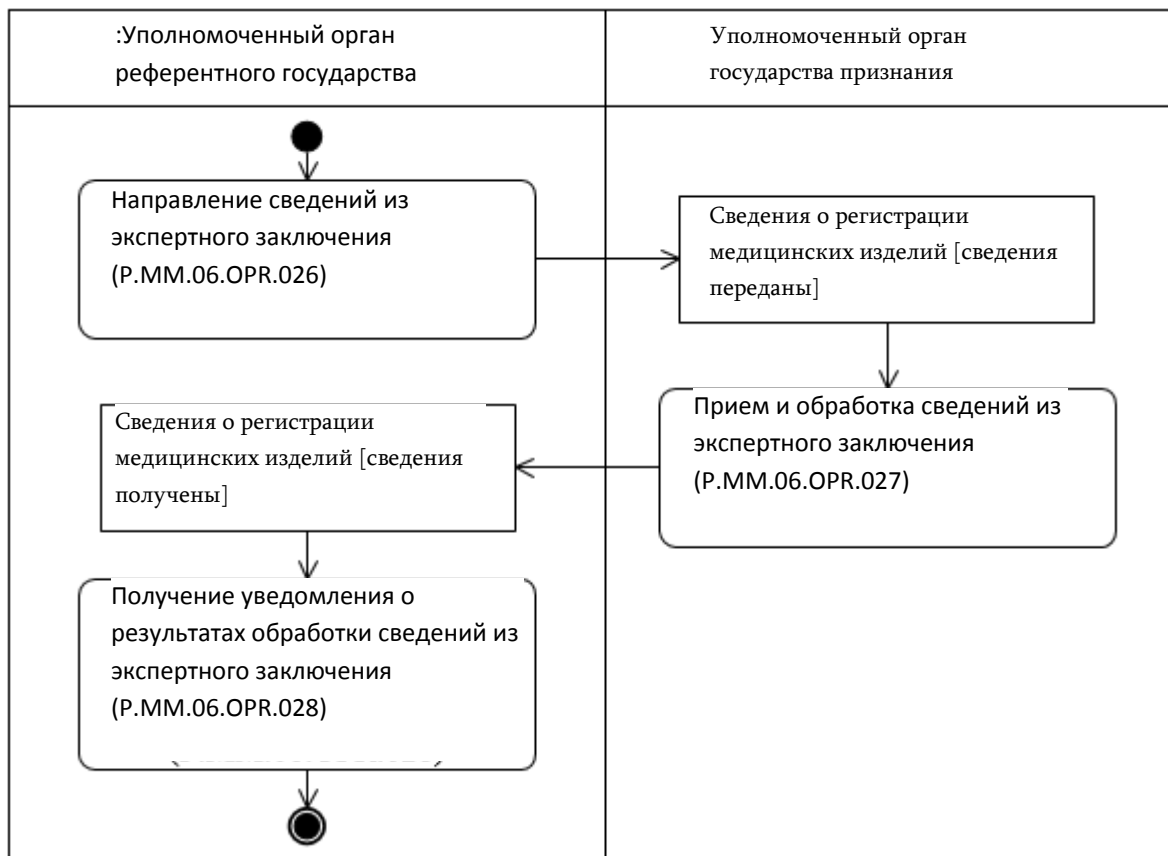 :Уполномоченный орган
референтного государства
Уполномоченный орган
государства признания
Направление сведений из
экспертного заключения
(P.MM.06.OPR.026)
Сведения о регистрации
медицинских изделий [сведения
переданы]
Прием и обработка сведений из
экспертного заключения
(P.MM.06.OPR.027)
Сведения о регистрации
медицинских изделий [сведения
получены]
Получение уведомления о
результатах обработки сведений из
экспертного заключения
(P.MM.06.OPR.028)